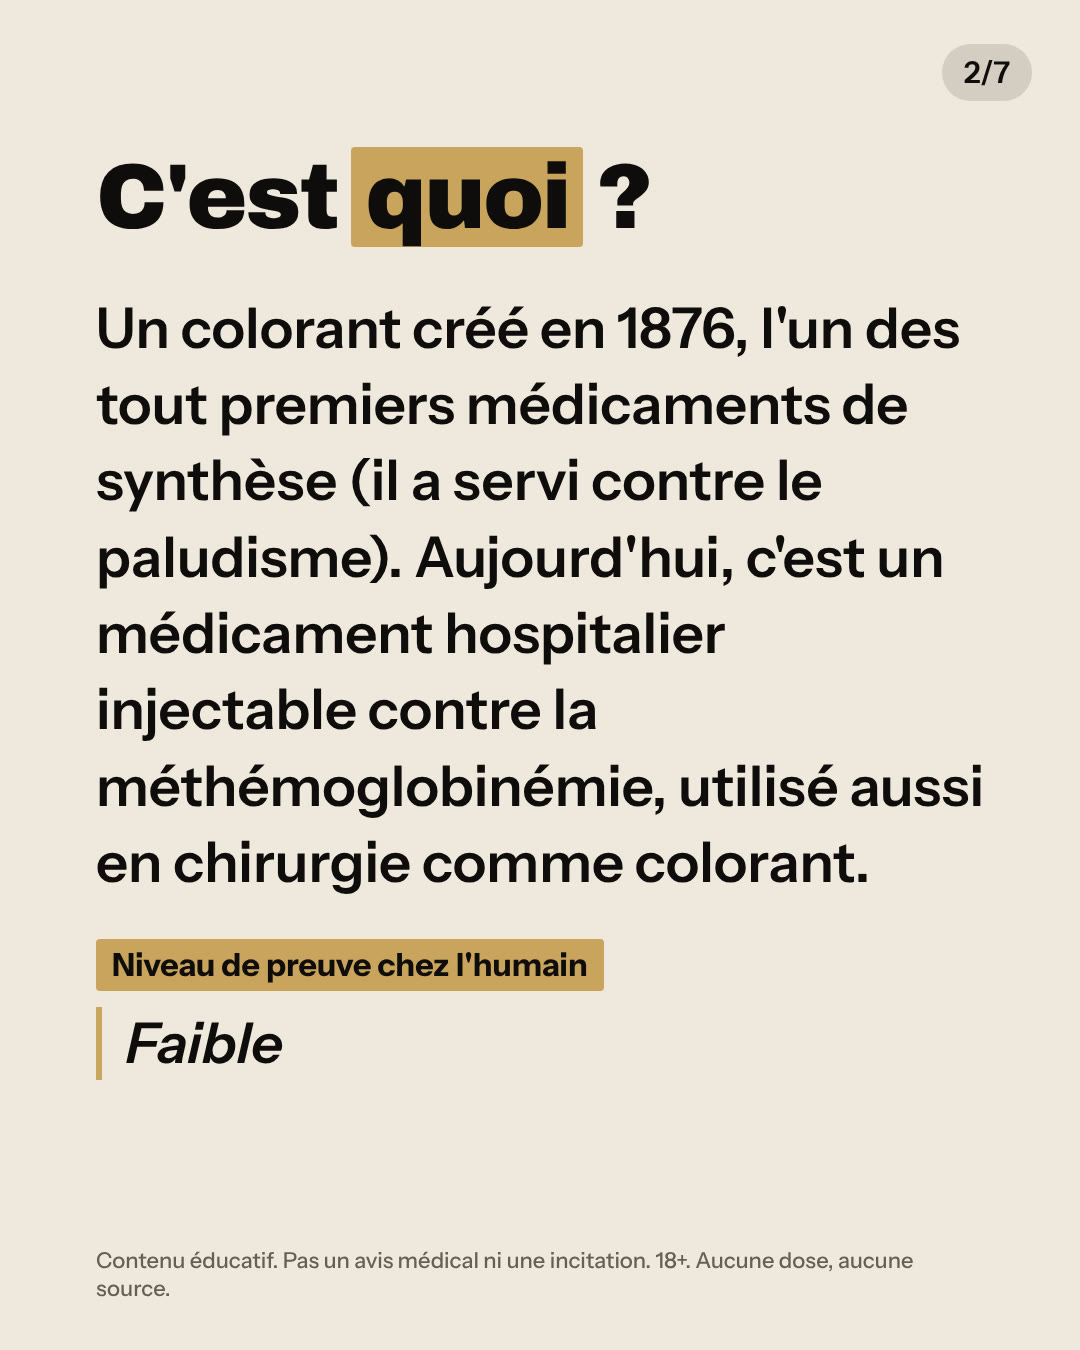 2/7
C'est quoi ?
Un colorant créé en 1876, l'un des
tout premiers médicaments de
synthèse (il a servi contre le
paludisme). Aujourd'hui, c'est un
médicament hospitalier
injectable contre la
méthémoglobinémie, utilisé aussi
en chirurgie comme colorant.
Niveau de preuve chez l'humain
Faible
Contenu éducatif. Pas un avis médical ni une incitation. 18+. Aucune dose, aucune
source.